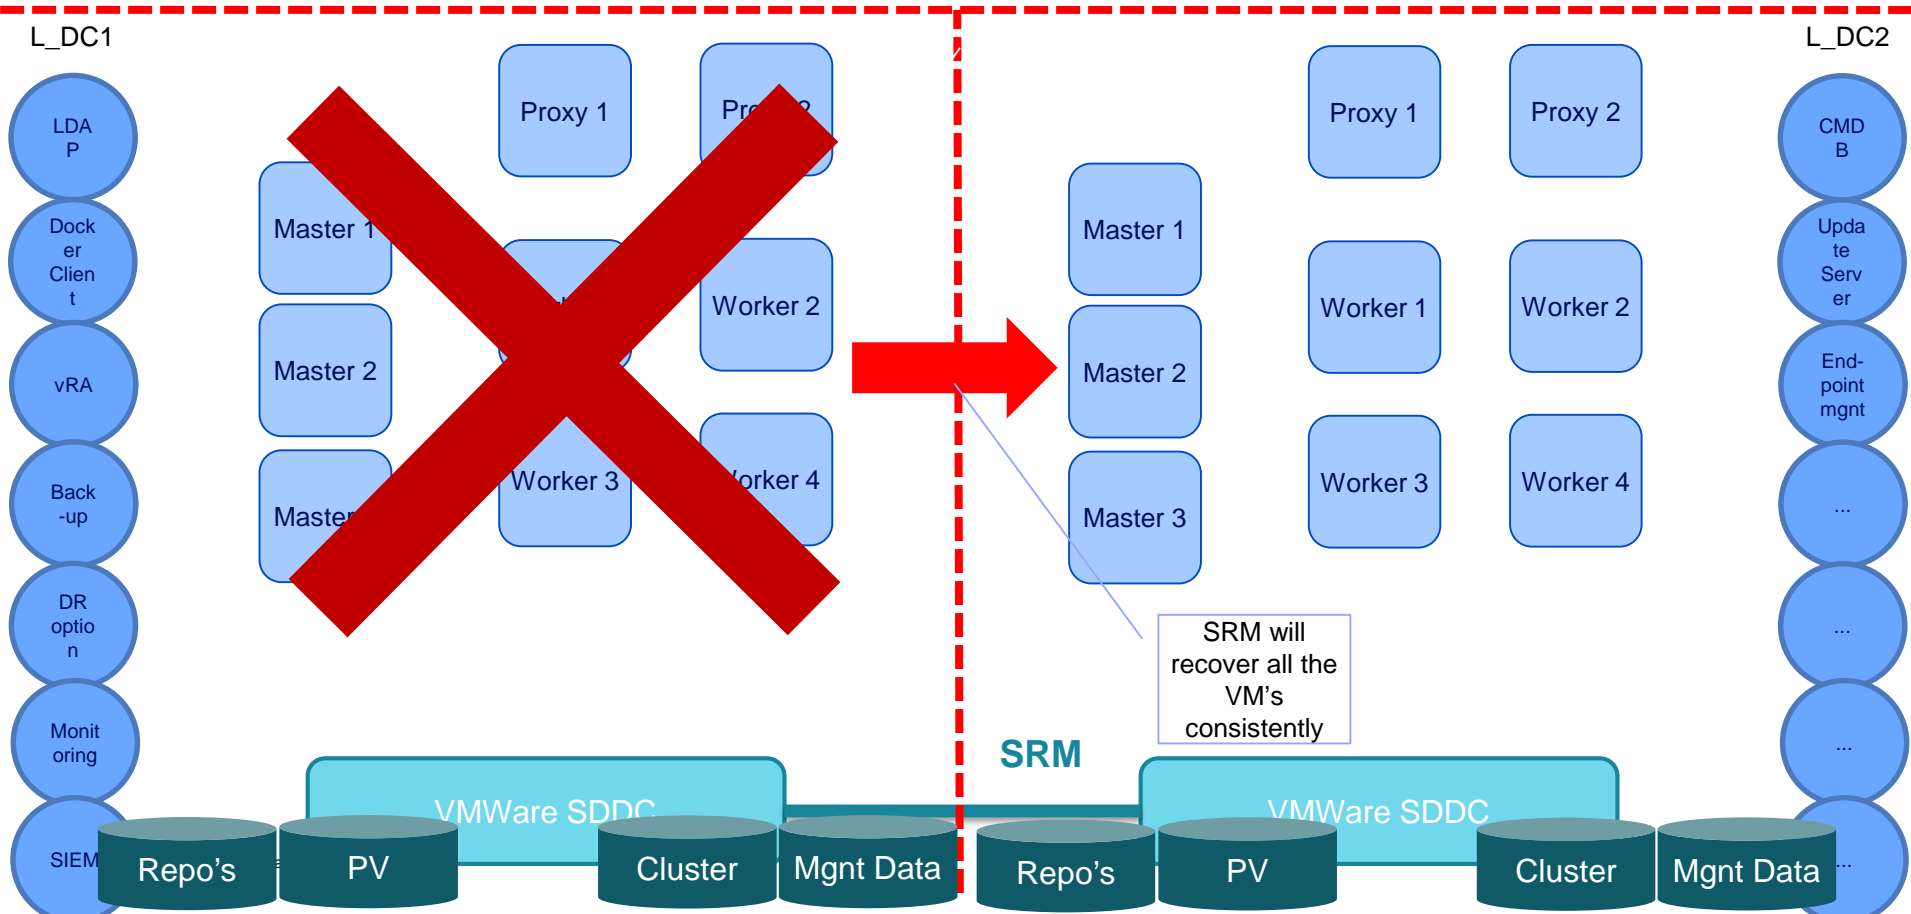 L_DC1
L_DC2
LDA
P
Dock
er
Clien
t
vRA
Back
-up
DR
optio
n
Monit
oring
SIEM
Proxy 1
Master 1
Worker 2
Master 2
Worker 3
Master
SRM
VMWare SDDC
Repo's
PV
Cluster
Mgnt Data
Proxy 1
Proxy 2
Master 1
Worker 1
Worker 2
Master 2
Worker 3
Worker 4
Master 3
SRM will
recover all the
VM's
consistently
VMWare SDDC
Repo's
PV
Cluster
Mgnt Data
CMD
B
Upda
te
Serv
er
End-
point
mgnt
...
...
...
...